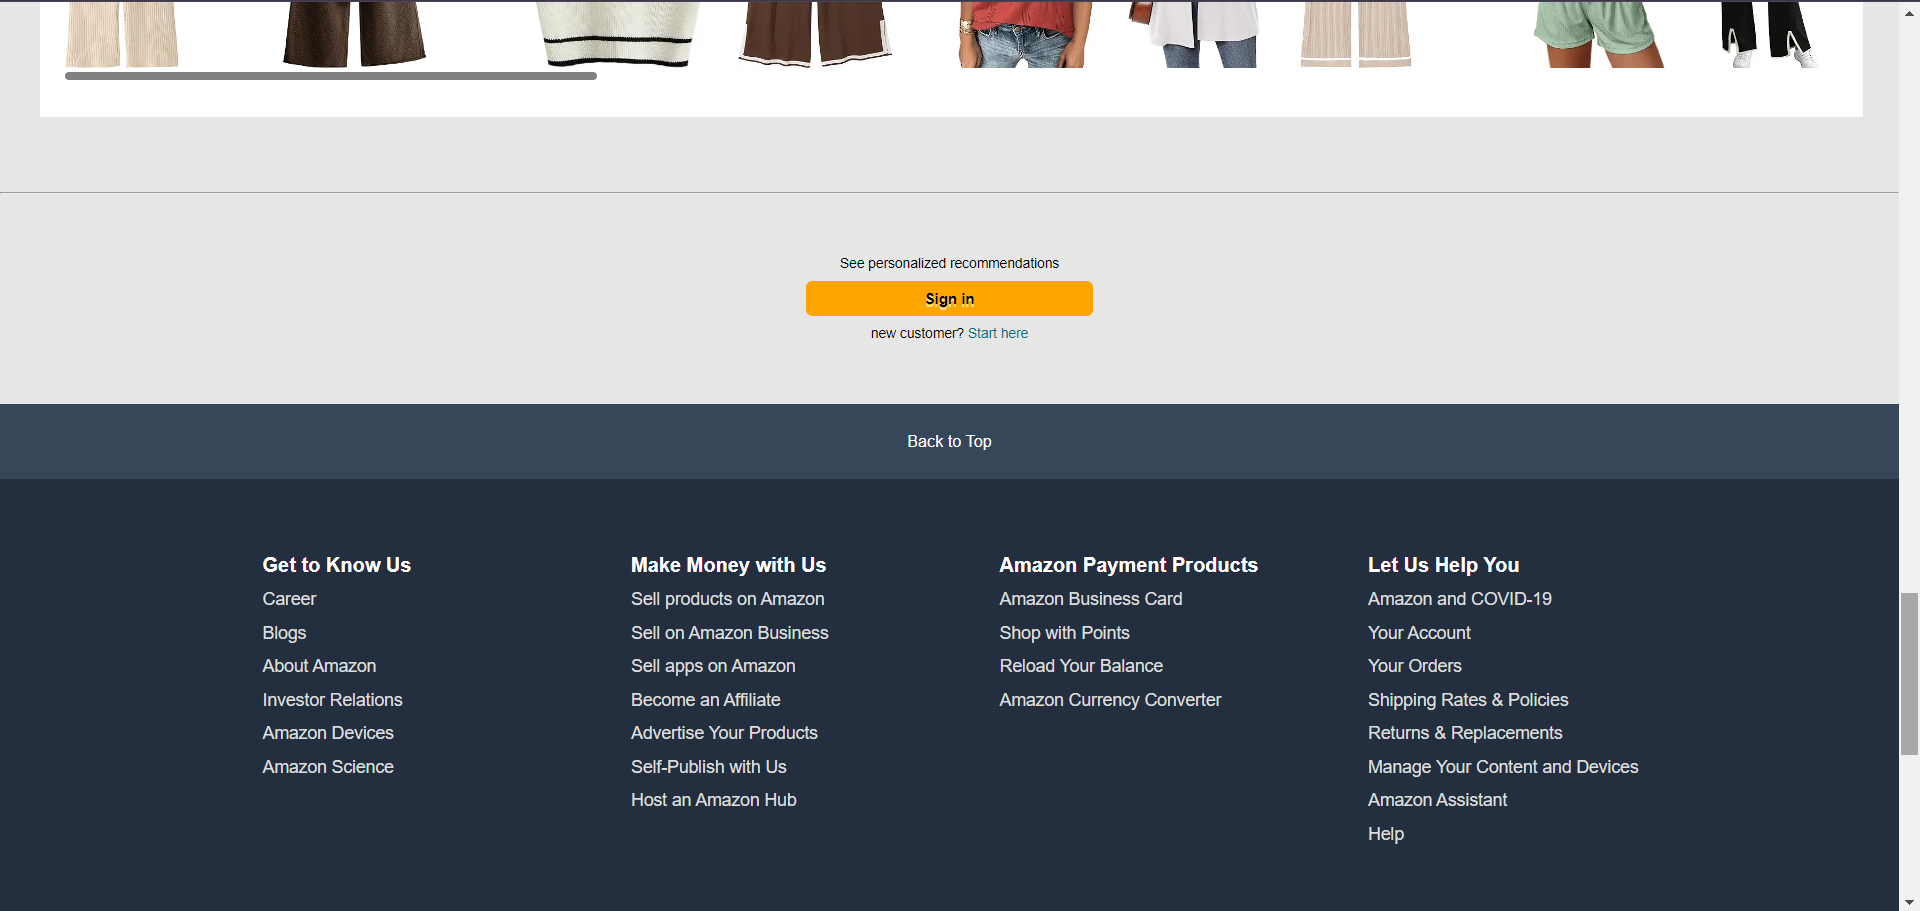 See personalized recommendations
Sign in
new customer? Start here
Back to Top
Get to Know Us
Career
Blogs
About Amazon
Investor Relations
Amazon Devices
Amazon Science
Make Money with Us
Sell products on Amazon
Sell on Amazon Business
Sell apps on Amazon
Become an Affiliate
Advertise Your Products
Self-Publish with Us
Host an Amazon Hub
Amazon Payment Products
Amazon Business Card
Shop with Points
Reload Your Balance
Amazon Currency Converter
Let Us Help You
Amazon and COVID-19
Your Account
Your Orders
Shipping Rates & Policies
Returns & Replacements
Manage Your Content and Devices
Amazon Assistant
Help